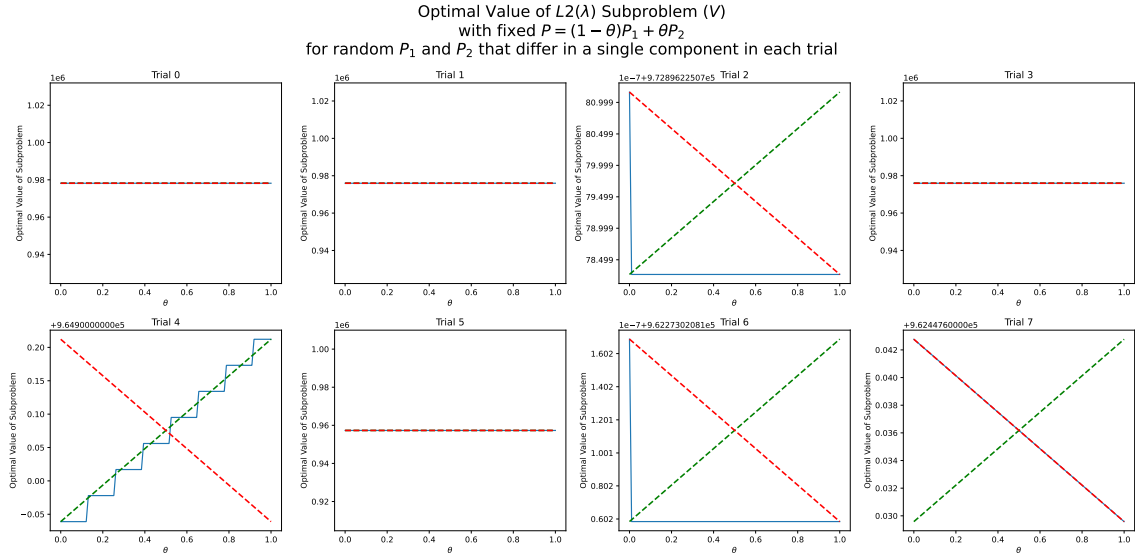 Optimal Value of L2(λ) Subproblem (V)
with fixed P = (1 − θ)P₁ + θP₂
for random P₁ and P₂ that differ in a single component in each trial
Trial 0
1e6
Optimal Value of Subproblem
1.02
1.00
0.98
0.96
0.94
0.0 0.2 0.4 0.6 0.8 1.0
θ
Trial 1
1e6
Optimal Value of Subproblem
1.02
1.00
0.98
0.96
0.94
0.0 0.2 0.4 0.6 0.8 1.0
θ
Trial 2
1e−7+9.7289622507e5
Optimal Value of Subproblem
80.999
80.499
79.999
79.499
78.999
78.499
0.0 0.2 0.4 0.6 0.8 1.0
θ
Trial 3
1e6
Optimal Value of Subproblem
1.02
1.00
0.98
0.96
0.94
0.0 0.2 0.4 0.6 0.8 1.0
θ
Trial 4
+9.6490000000e5
Optimal Value of Subproblem
0.20
0.15
0.10
0.05
0.00
−0.05
0.0 0.2 0.4 0.6 0.8 1.0
θ
Trial 5
1e6
Optimal Value of Subproblem
1.00
0.98
0.96
0.94
0.92
0.0 0.2 0.4 0.6 0.8 1.0
θ
Trial 6
1e−7+9.6227302081e5
Optimal Value of Subproblem
1.602
1.402
1.201
1.001
0.802
0.602
0.0 0.2 0.4 0.6 0.8 1.0
θ
Trial 7
+9.6244760000e5
Optimal Value of Subproblem
0.042
0.040
0.038
0.036
0.034
0.032
0.030
0.0 0.2 0.4 0.6 0.8 1.0
θ